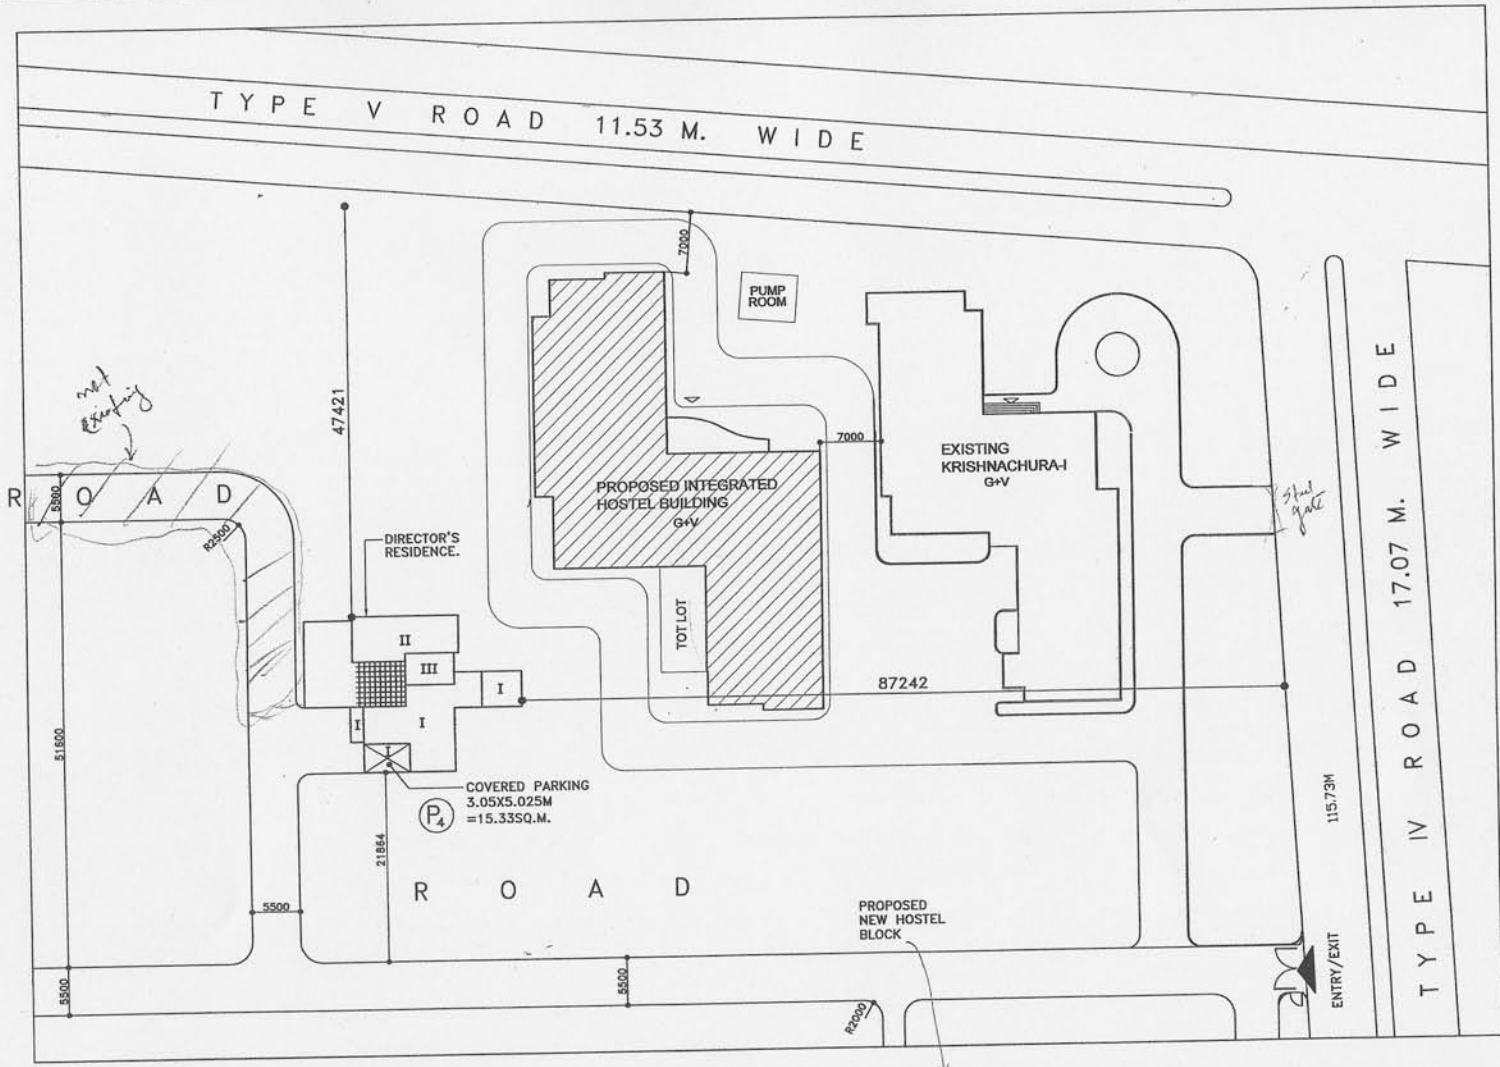 TYPE V ROAD 11.53 M. WIDE
7000
PUMP
ROOM
not
existing
47421
7000
EXISTING
KRISHNACHURA-I
G+V
PROPOSED INTEGRATED
HOSTEL BUILDING
G+V
ROAD
5500
R2500
DIRECTOR'S
RESIDENCE.
Steel
gate
TYPE IV ROAD 17.07 M. WIDE
TOT LOT
II
III
I
I
I
I
87242
51600
COVERED PARKING
3.05X5.025M
=15.33SQ.M.
P4
21864
115.73M
ROAD
5500
PROPOSED
NEW HOSTEL
BLOCK
ENTRY/EXIT
5500
5500
R2000